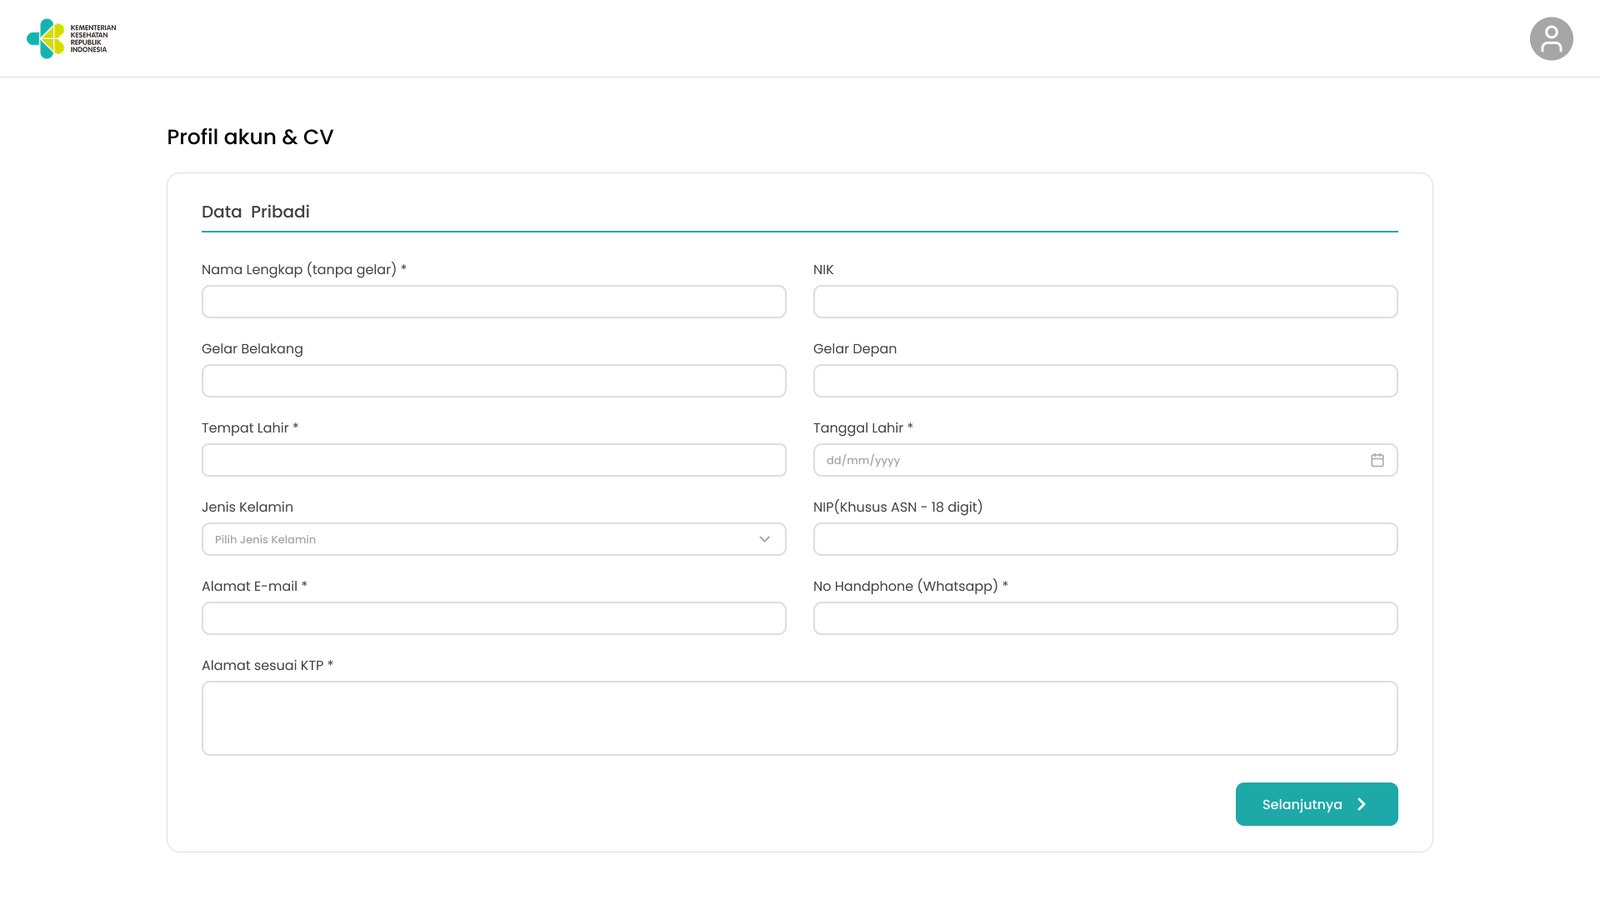 KEMENTERIAN
KESEHATAN
REPUBLIK
INDONESIA
Profil akun & CV
Data Pribadi
Nama Lengkap (tanpa gelar) *
NIK
Gelar Belakang
Gelar Depan
Tempat Lahir *
Tanggal Lahir *
dd/mm/yyyy
Jenis Kelamin
NIP(Khusus ASN - 18 digit)
Pilih Jenis Kelamin
Alamat E-mail *
No Handphone (Whatsapp) *
Alamat sesuai KTP *
Selanjutnya